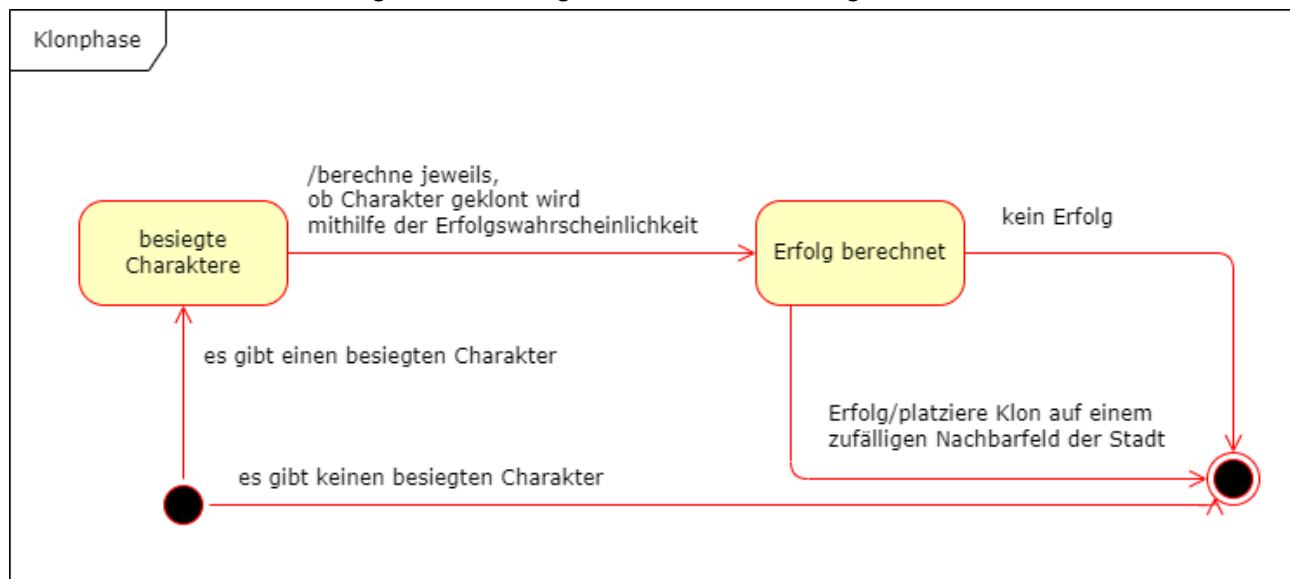 Klonphase
/berechne jeweils,
ob Charakter geklont wird
mithilfe der Erfolgswahrscheinlichkeit
kein Erfolg
besiegte
Charaktere
Erfolg berechnet
es gibt einen besiegten Charakter
Erfolg/platziere Klon auf einem
zufälligen Nachbarfeld der Stadt
es gibt keinen besiegten Charakter